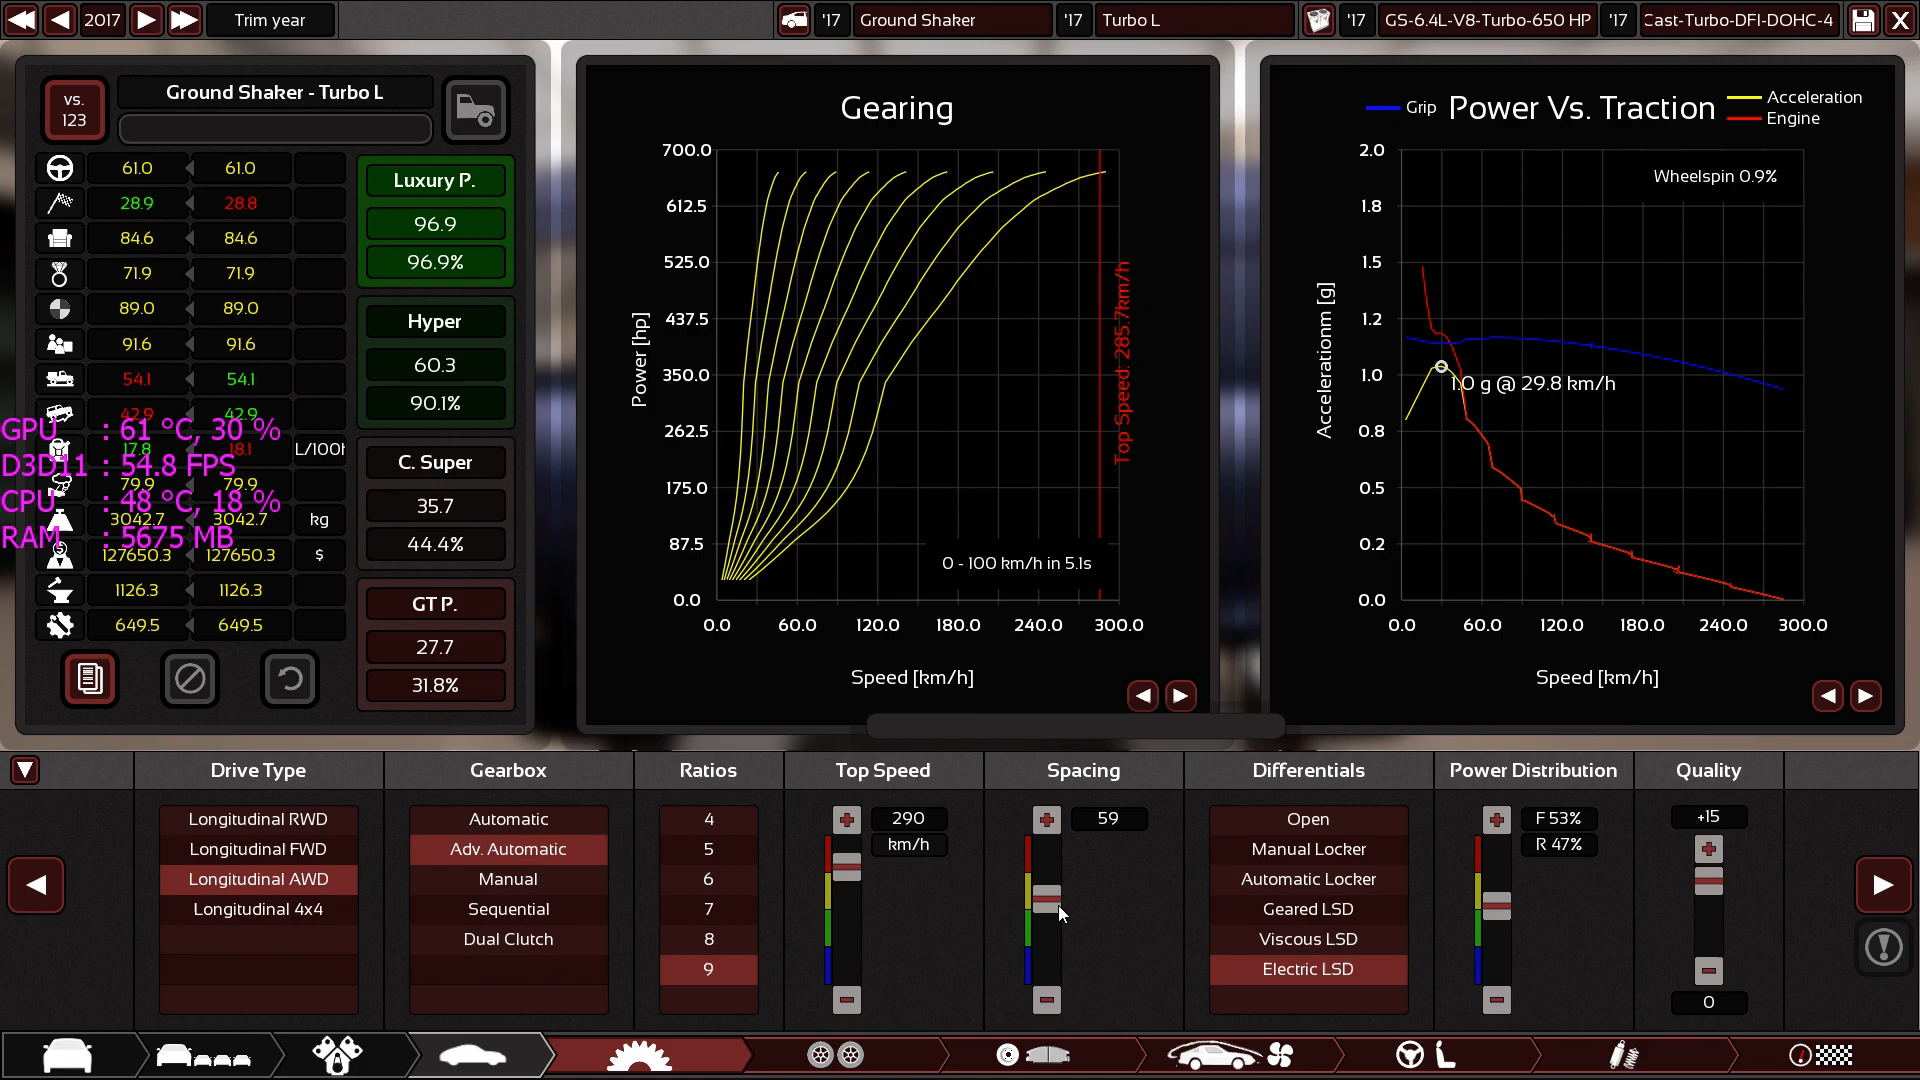 2017
Trim year
'17
Ground Shaker
'17
Turbo L
'17
GS-6.4L-V8-Turbo-650 HP
'17
Cast-Turbo-DFI-DOHC-4
vs.
123
Ground Shaker - Turbo L
61.0 61.0
28.9 28.8
84.6 84.6
71.9 71.9
89.0 89.0
91.6 91.6
54.1 54.1
42.9 42.9
17.8 18.1 L/100
79.9 79.9
3042.7 3042.7 kg
127650.3 127650.3 $
1126.3 1126.3
649.5 649.5
GPU : 61 °C, 30 %
D3D11 : 54.8 FPS
CPU : 48 °C, 18 %
RAM : 5675 MB
Luxury P.
96.9
96.9%
Hyper
60.3
90.1%
C. Super
35.7
44.4%
GT P.
27.7
31.8%
Gearing
Power [hp]
700.0
612.5
525.0
437.5
350.0
262.5
175.0
87.5
0.0
Top Speed: 285.7km/h
0 - 100 km/h in 5.1s
0.0 60.0 120.0 180.0 240.0 300.0
Speed [km/h]
Grip
Power Vs. Traction
Acceleration
Engine
Wheelspin 0.9%
Accelerationm [g]
2.0
1.8
1.5
1.2
1.0
0.8
0.5
0.2
0.0
1.0 g @ 29.8 km/h
0.0 60.0 120.0 180.0 240.0 300.0
Speed [km/h]
Drive Type
Longitudinal RWD
Longitudinal FWD
Longitudinal AWD
Longitudinal 4x4
Gearbox
Automatic
Adv. Automatic
Manual
Sequential
Dual Clutch
Ratios
4
5
6
7
8
9
Top Speed
290
km/h
Spacing
59
Differentials
Open
Manual Locker
Automatic Locker
Geared LSD
Viscous LSD
Electric LSD
Power Distribution
F 53%
R 47%
Quality
+15
0